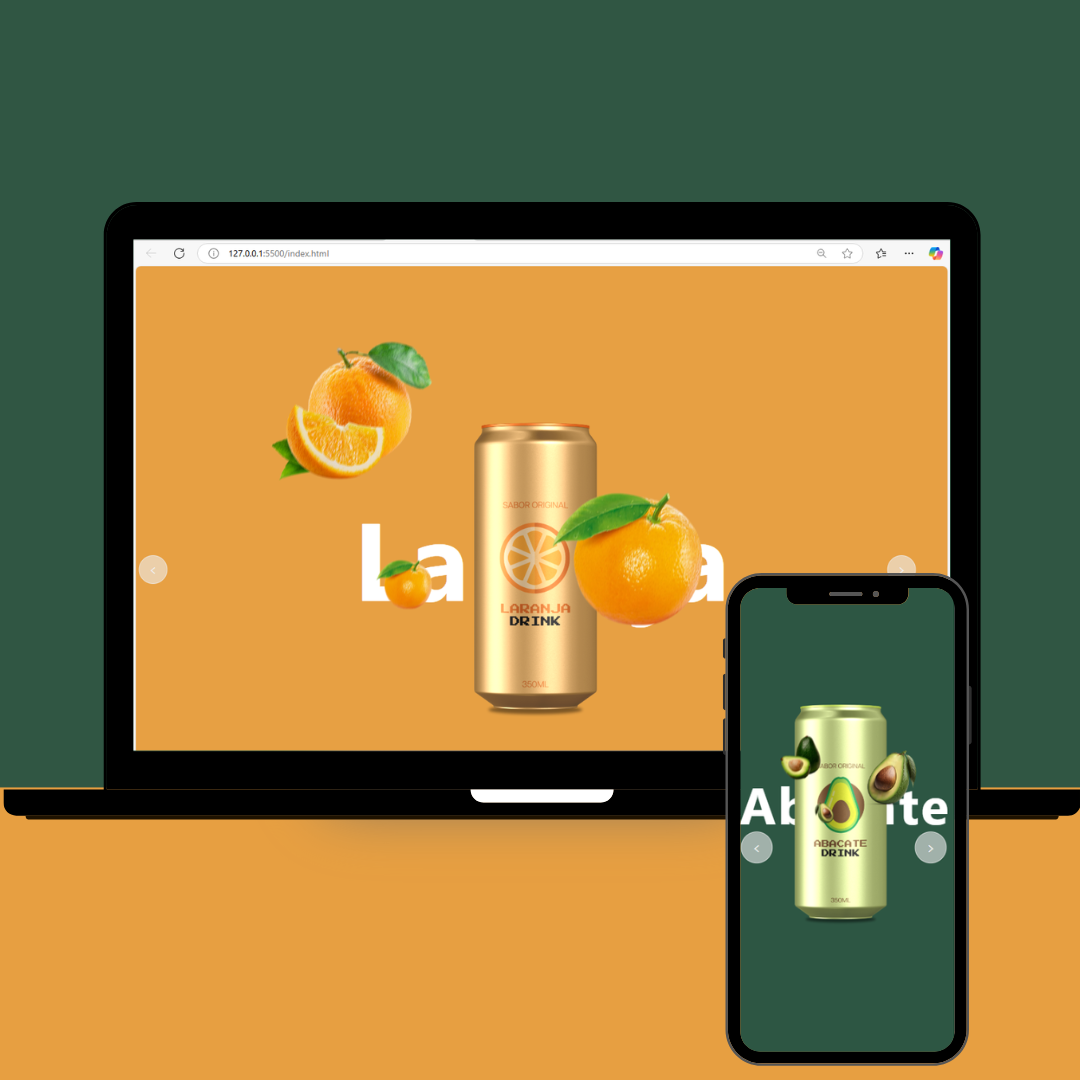 127.0.0.1:5500/index.html
SABOR ORIGINAL
La a
LARANJA
DRINK
350ML
SABOR ORIGINAL
Ab te
ABACATE
DRINK
350ML